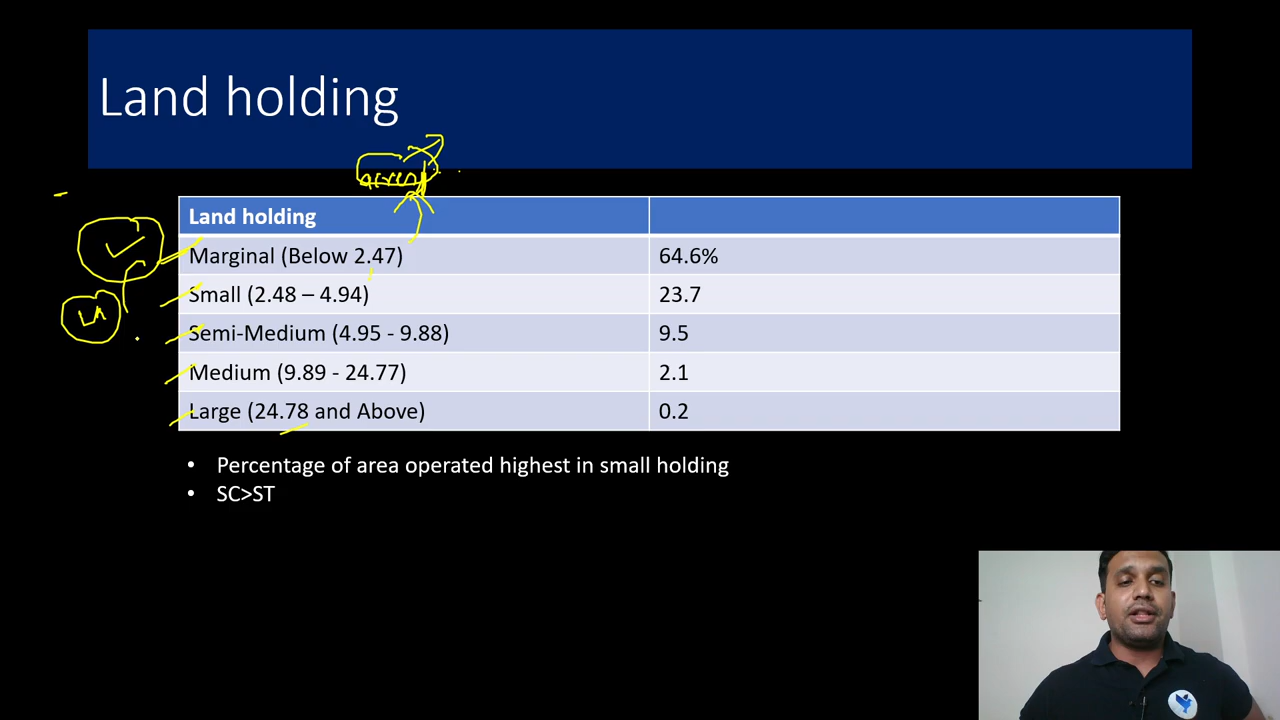 Land holding
acres
Land holding
Marginal (Below 2.47) 64.6%
Small (2.48 – 4.94) 23.7
LA
Semi-Medium (4.95 - 9.88) 9.5
Medium (9.89 - 24.77) 2.1
Large (24.78 and Above) 0.2
• Percentage of area operated highest in small holding
• SC>ST